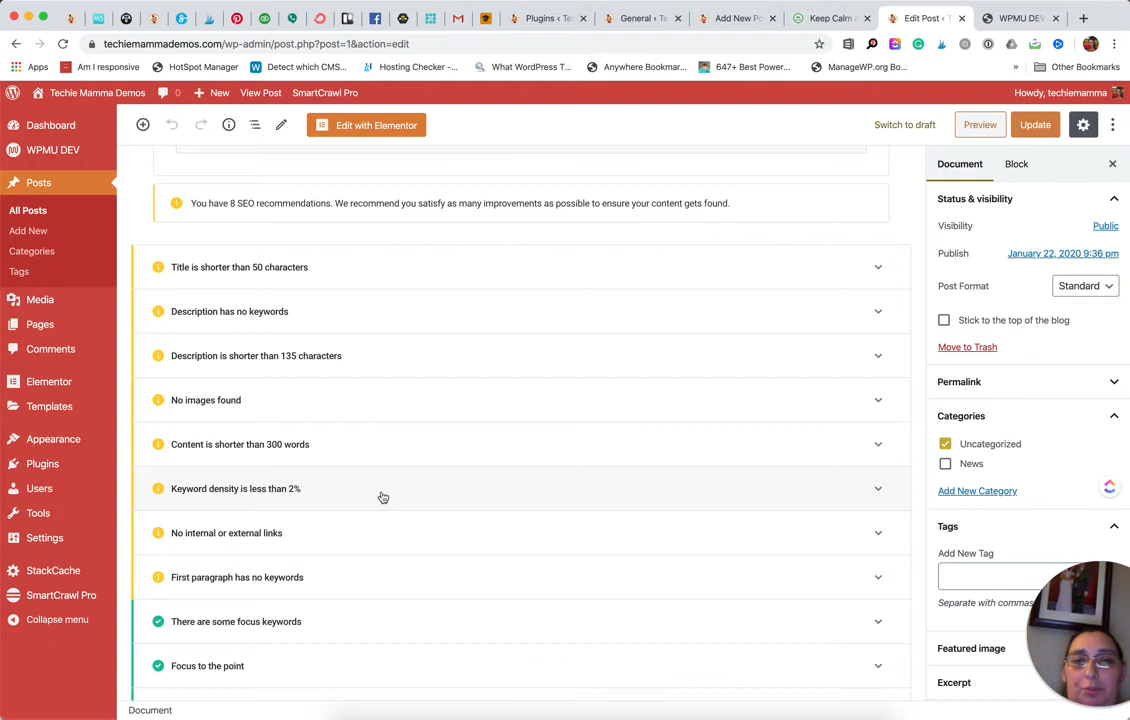 Plugins ‹ Te
General ‹ Te
Add New Po
Keep Calm a
Edit Post ‹ T
WPMU DEV
techiemammademos.com/wp-admin/post.php?post=1&action=edit
Apps
Am I responsive
HotSpot Manager
Detect which CMS...
Hosting Checker -...
What WordPress T...
Anywhere Bookmar...
647+ Best Power...
ManageWP.org Bo...
»
Other Bookmarks
Techie Mamma Demos
0
New
View Post
SmartCrawl Pro
Howdy, techiemamma
Dashboard
WPMU DEV
Posts
All Posts
Add New
Categories
Tags
Media
Pages
Comments
Elementor
Templates
Appearance
Plugins
Users
Tools
Settings
StackCache
SmartCrawl Pro
Collapse menu
Edit with Elementor
Switch to draft
Preview
Update
You have 8 SEO recommendations. We recommend you satisfy as many improvements as possible to ensure your content gets found.
Title is shorter than 50 characters
Description has no keywords
Description is shorter than 135 characters
No images found
Content is shorter than 300 words
Keyword density is less than 2%
No internal or external links
First paragraph has no keywords
There are some focus keywords
Focus to the point
Document
Document
Block
Status & visibility
Visibility
Public
Publish
January 22, 2020 9:36 pm
Post Format
Standard
Stick to the top of the blog
Move to Trash
Permalink
Categories
Uncategorized
News
Add New Category
Tags
Add New Tag
Separate with commas
Featured image
Excerpt